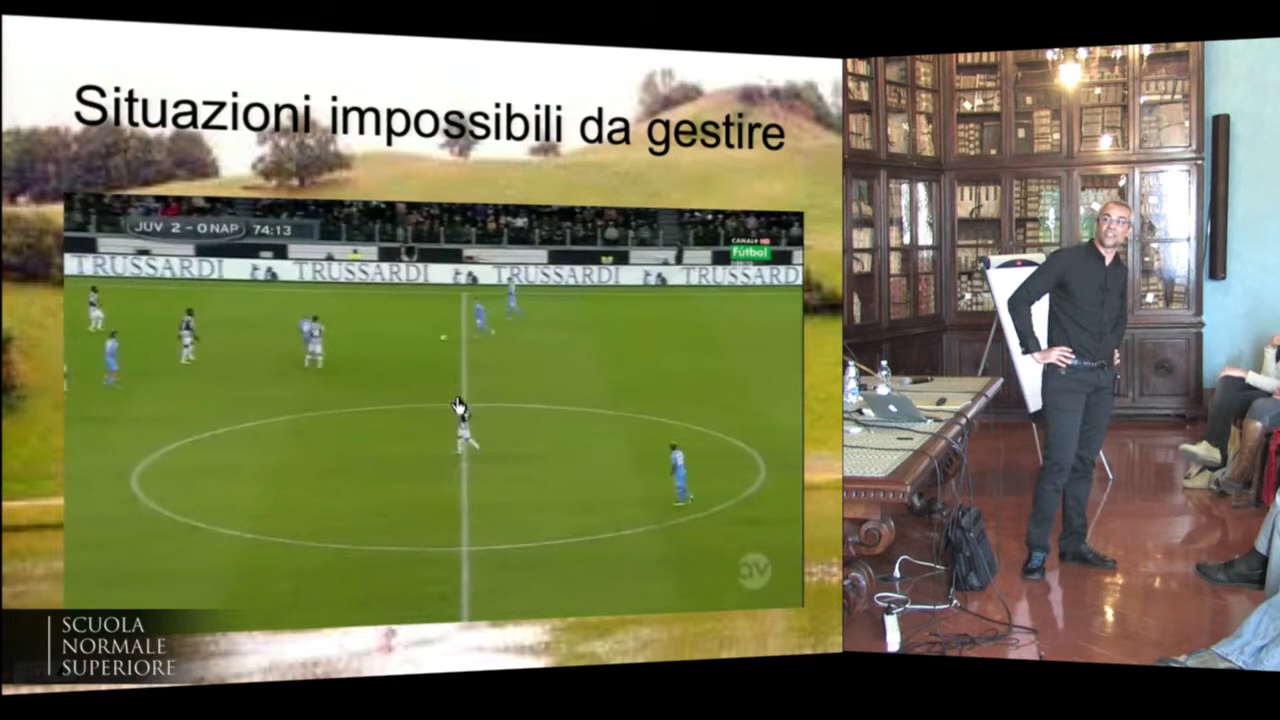 Situazioni impossibili da gestire
JUV 2-0 NAP 74:13
CANAL+ HD
Fútbol
TRUSSARDI TRUSSARDI TRUSSARDI TRUSSARDI
av
SCUOLA
NORMALE
SUPERIORE